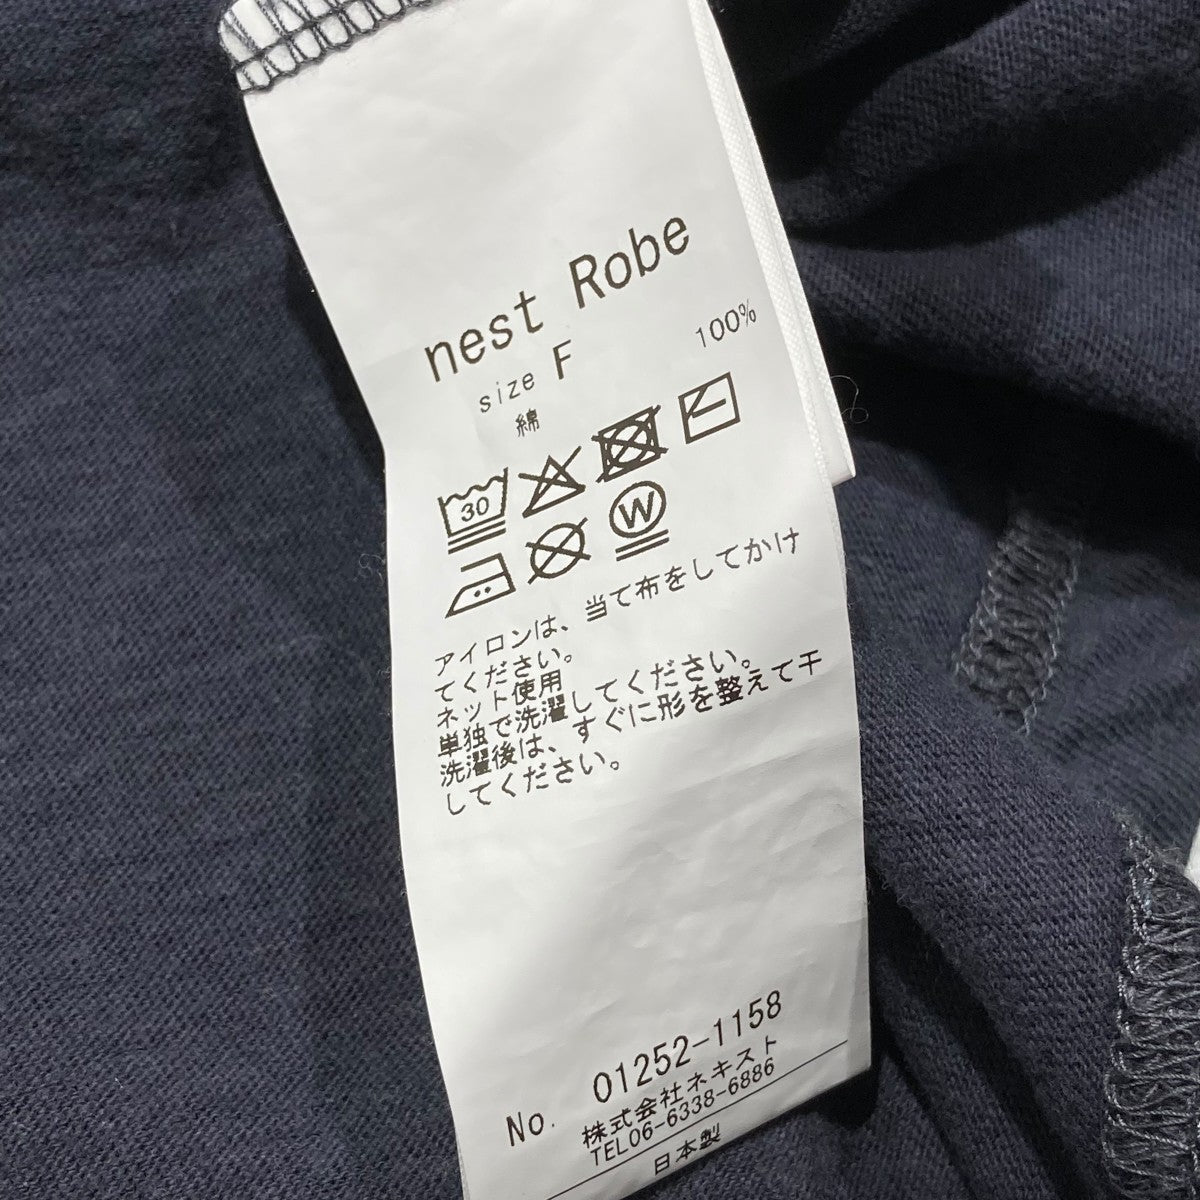 nest Robe
size F
綿 100%
30
W
アイロンは、当て布をしてかけ
てください。
ネット使用
単独で洗濯してください。
洗濯後は、すぐに形を整えて干
してください。
No. 01252-1158
株式会社ネキスト
TEL06-6338-6886
日本製